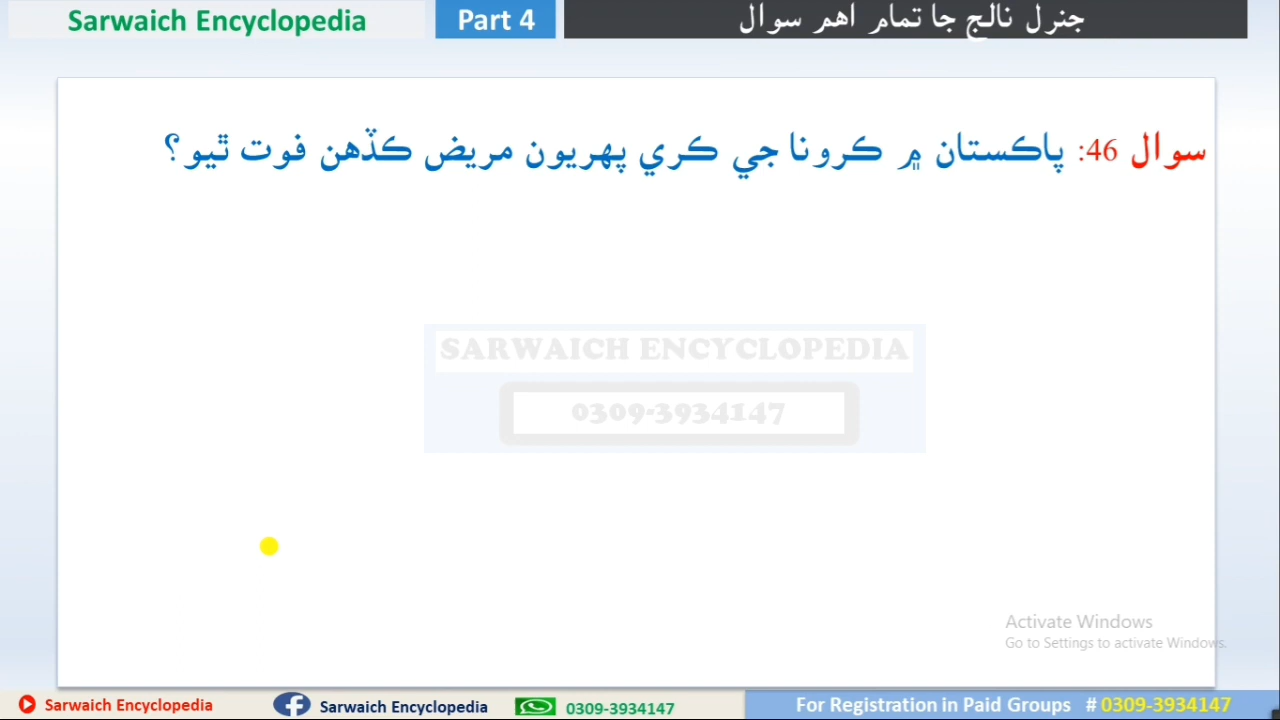 Sarwaich Encyclopedia
Part 4
جنرل نالج جا تمام اهم سوال
سوال 46: پاڪستان ۾ ڪرونا جي ڪري پهريون مريض ڪڏهن فوت ٿيو؟
SARWAICH ENCYCLOPEDIA
0309-3934147
Activate Windows
Go to Settings to activate Windows.
Sarwaich Encyclopedia
Sarwaich Encyclopedia
0309-3934147
For Registration in Paid Groups # 0309-3934147